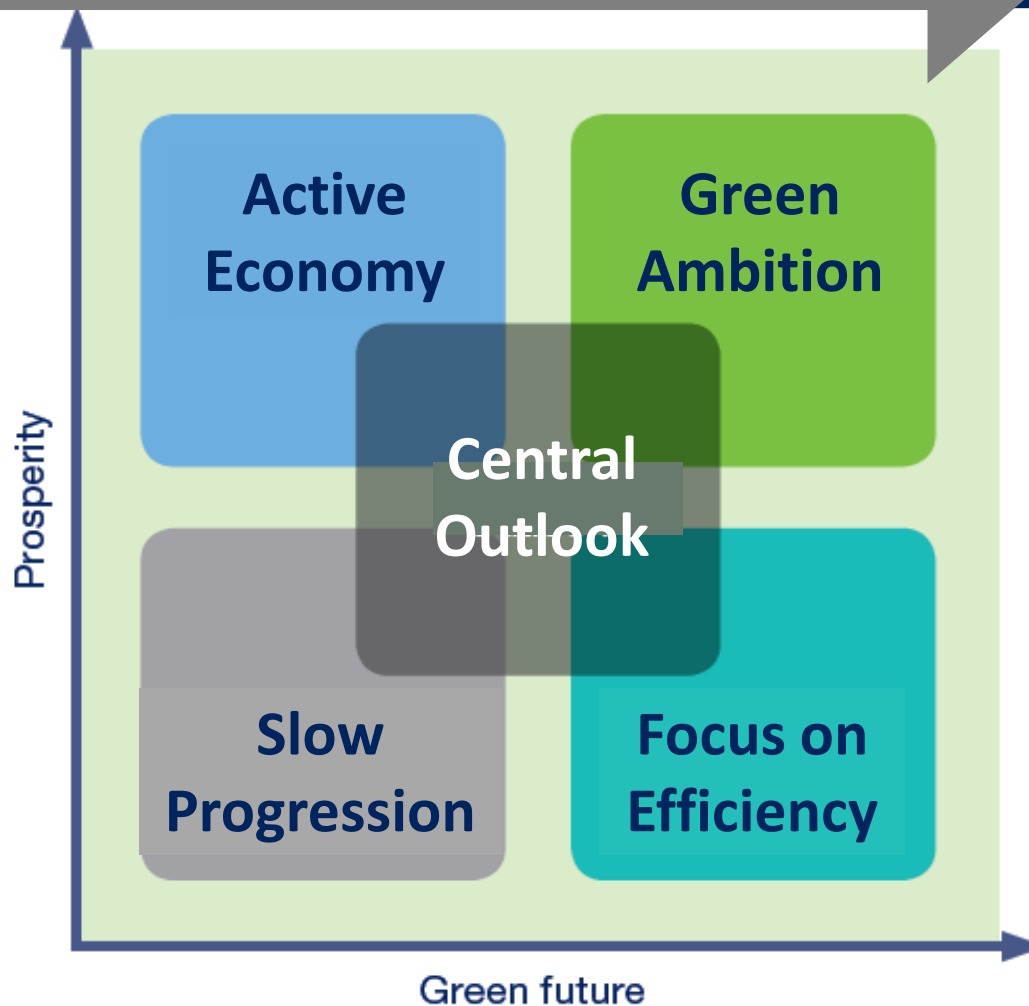 Active
Economy
Green
Ambition
Central
Outlook
Slow
Progression
Focus on
Efficiency
Prosperity
Green future